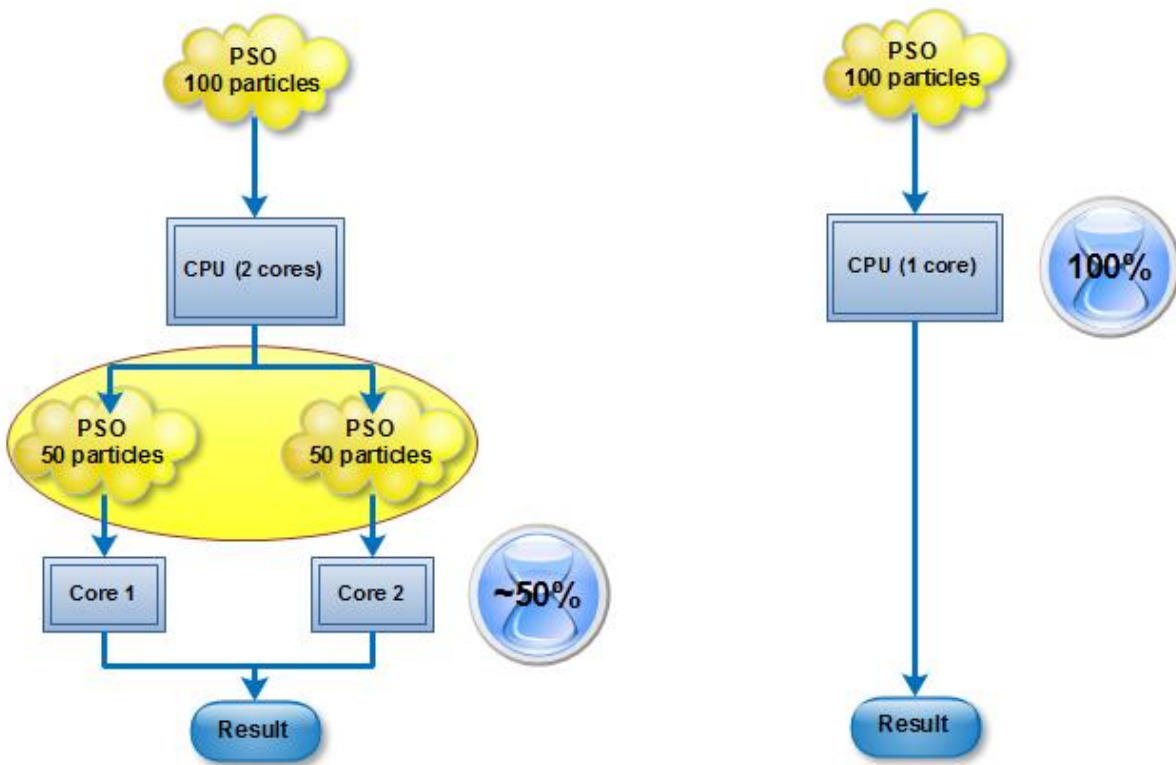 PSO
100 particles
CPU (2 cores)
PSO
50 particles
PSO
50 particles
Core 1
Core 2
~50%
Result
PSO
100 particles
CPU (1 core)
100%
Result